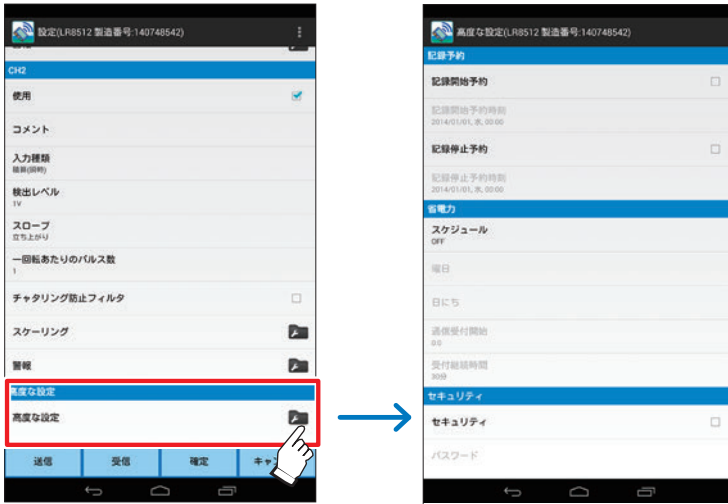 設定(LR8512 製造番号:140748542)
CH2
使用
コメント
入力種類
積算(回時)
検出レベル
1V
スロープ
立ち上がり
一回転あたりのパルス数
1
チャタリング防止フィルタ
スケーリング
警報
高度な設定
高度な設定
送信
受信
確定
キャン
高度な設定(LR8512 製造番号:140748542)
記録予約
記録開始予約
記録開始予約時刻
2014/01/01, 水, 00:00
記録停止予約
記録停止予約時刻
2014/01/01, 水, 00:00
省電力
スケジュール
OFF
曜日
日にち
通信受付開始
0:0
受付継続時間
30分
セキュリティ
セキュリティ
パスワード